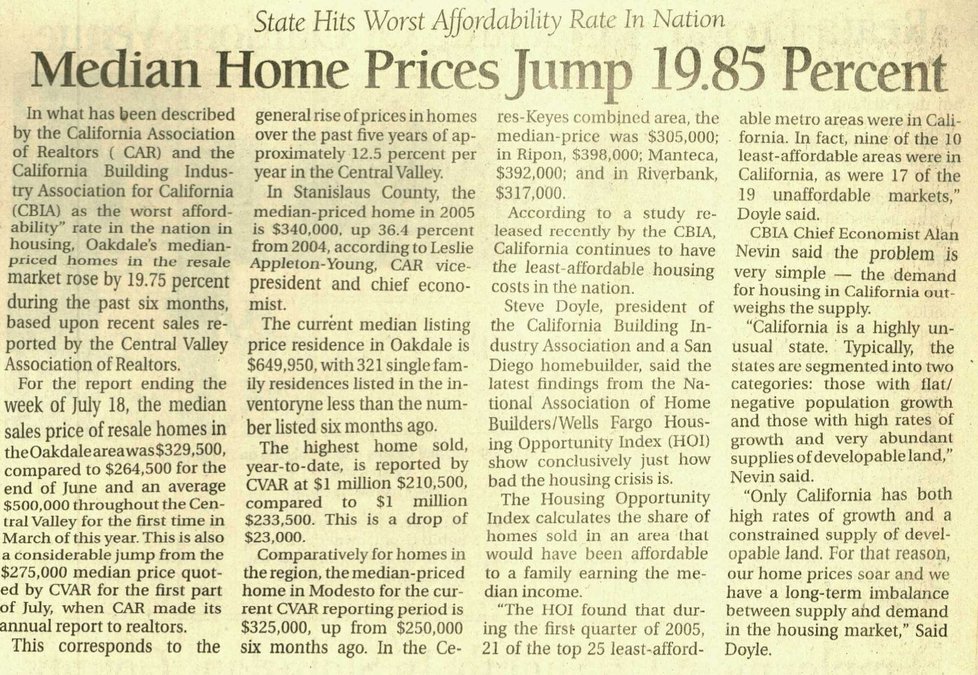 State Hits Worst Affordability Rate In Nation
Median Home Prices Jump 19.85 Percent
In what has been described
by the California Association
of Realtors ( CAR) and the
California Building Indus-
try Association for California
(CBIA) as the worst afford-
ability” rate in the nation in
housing, Oakdale's median-
priced homes in the resale
market rose by 19.75 percent
during the past six months,
based upon recent sales re-
ported by the Central Valley
Association of Realtors.
For the report ending the
week of July 18, the median
sales price of resale homes in
the Oakdale area was $329,500,
compared to $264,500 for the
end of June and an average
$500,000 throughout the Cen-
tral Valley for the first time in
March of this year. This is also
a considerable jump from the
$275,000 median price quot-
ed by CVAR for the first part
of July, when CAR made its
annual report to realtors.
This corresponds to the
general rise of prices in homes
over the past five years of ap-
proximately 12.5 percent per
year in the Central Valley.
In Stanislaus County, the
median-priced home in 2005
is $340,000, up 36.4 percent
from 2004, according to Leslie
Appleton-Young, CAR vice-
president and chief econo-
mist.
The current median listing
price residence in Oakdale is
$649,950, with 321 single fam-
ily residences listed in the in-
ventoryne less than the num-
ber listed six months ago.
The highest home sold,
year-to-date, is reported by
CVAR at $1 million $210,500,
compared to $1 million
$233,500. This is a drop of
$23,000.
Comparatively for homes in
the region, the median-priced
home in Modesto for the cur-
rent CVAR reporting period is
$325,000, up from $250,000
six months ago. In the Ce-
res-Keyes combined area, the
median-price was $305,000;
in Ripon, $398,000; Manteca,
$392,000; and in Riverbank,
$317,000.
According to a study re-
leased recently by the CBIA,
California continues to have
the least-affordable housing
costs in the nation.
Steve Doyle, president of
the California Building In-
dustry Association and a San
Diego homebuilder, said the
latest findings from the Na-
tional Association of Home
Builders/Wells Fargo Hous-
ing Opportunity Index (HOI)
show conclusively just how
bad the housing crisis is.
The Housing Opportunity
Index calculates the share of
homes sold in an area that
would have been affordable
to a family earning the me-
dian income.
“The HOI found that dur-
ing the first quarter of 2005,
21 of the top 25 least-afford-
able metro areas were in Cali-
fornia. In fact, nine of the 10
least-affordable areas were in
California, as were 17 of the
19 unaffordable markets,”
Doyle said.
CBIA Chief Economist Alan
Nevin said the problem is
very simple — the demand
for housing in California out-
weighs the supply.
“California is a highly un-
usual state. Typically, the
states are segmented into two
categories: those with flat/
negative population growth
and those with high rates of
growth and very abundant
supplies of developable land,”
Nevin said.
“Only California has both
high rates of growth and a
constrained supply of devel-
opable land. For that reason,
our home prices soar and we
have a long-term imbalance
between supply and demand
in the housing market,” Said
Doyle.